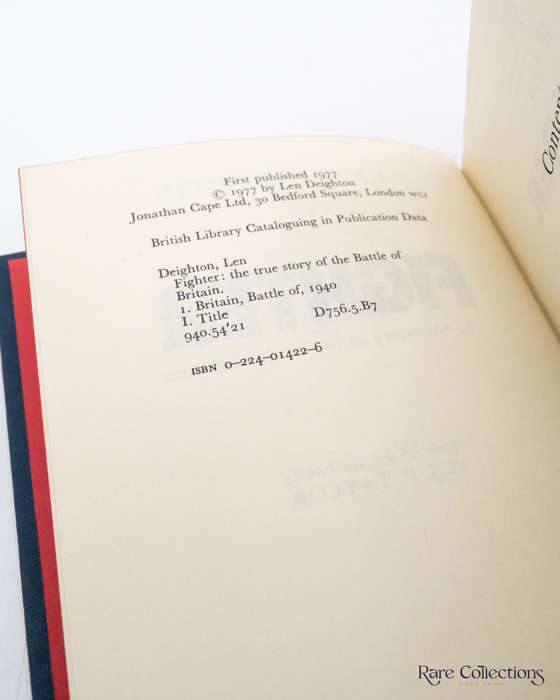 First published 1977
© 1977 by Len Deighton
Jonathan Cape Ltd, 30 Bedford Square, London WC1
British Library Cataloguing in Publication Data
Deighton, Len
Fighter: the true story of the Battle of
Britain.
1. Britain, Battle of, 1940
I. Title
940.54'21 D756.5.B7
ISBN 0–224–01422–6
FIGHTER
A.J.P. TAYLOR
Rare Collections